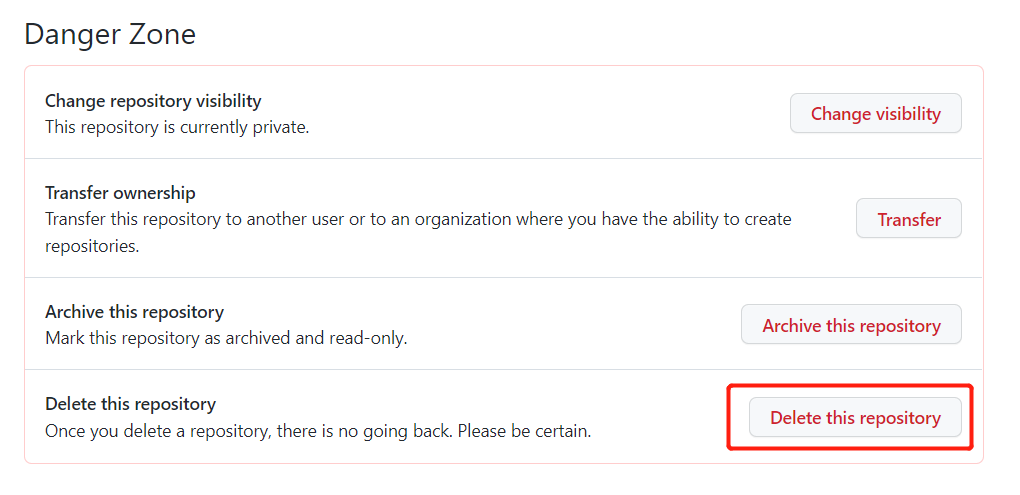 Danger Zone
Change repository visibility
This repository is currently private.
Change visibility
Transfer ownership
Transfer this repository to another user or to an organization where you have the ability to create
repositories.
Transfer
Archive this repository
Mark this repository as archived and read-only.
Archive this repository
Delete this repository
Once you delete a repository, there is no going back. Please be certain.
Delete this repository